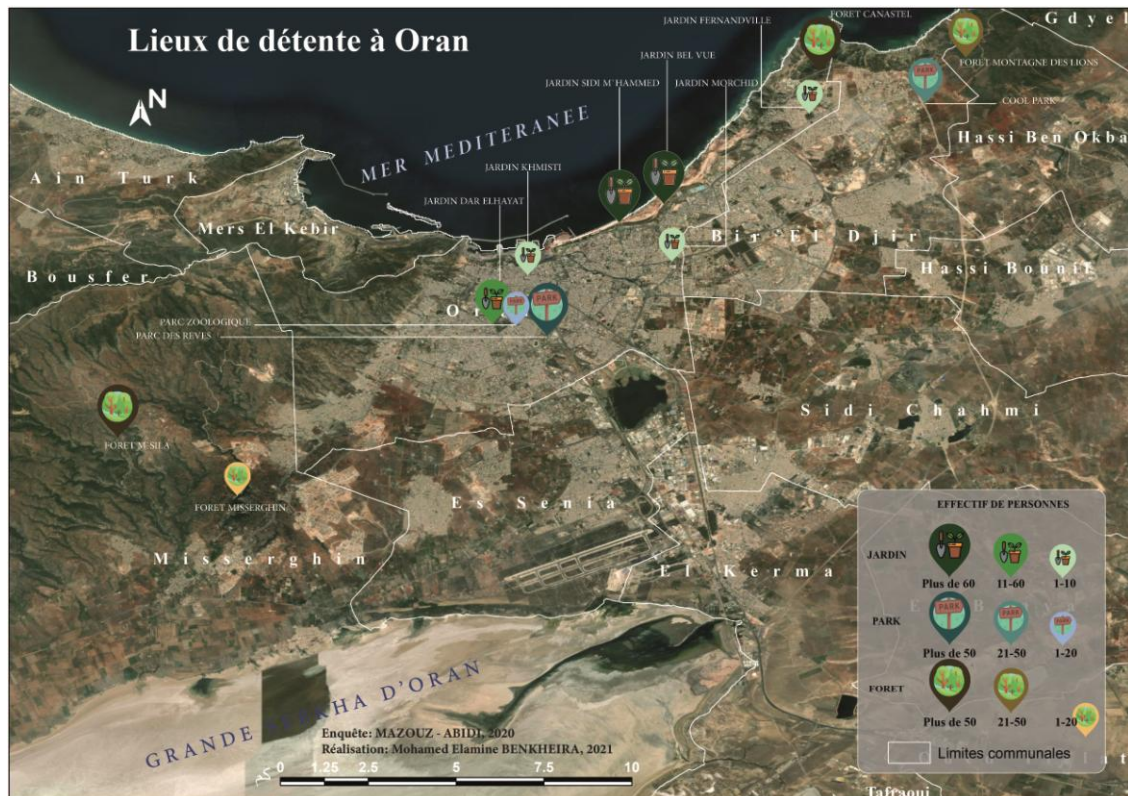 Lieux de détente à Oran
N
JARDIN FERNANDVILLE
FORET CANASTEL
Gdyel
JARDIN BEL VUE
FORET MONTAGNE DES LIONS
JARDIN SIDI M'HAMMED
JARDIN MORCHID
COOL PARK
MER MEDITERANEE
Hassi Ben Okba
JARDIN KHMISTI
Ain Turk
JARDIN DAR ELHAYAT
Mers El Kebir
Bir El Djir
Bousfer
Hassi Bounif
PARC ZOOLOGIQUE
PARC DES REVES
Sidi Chahmi
FORET M'SILA
FORET MISSERGHIN
Es Senia
Misserghin
El Kerma
GRANDE SEBKHA D'ORAN
Enquête: MAZOUZ - ABIDI, 2020
Réalisation: Mohamed Elamine BENKHEIRA, 2021
0 1.25 2.5 5 7.5 10
EFFECTIF DE PERSONNES
JARDIN
Plus de 60 11-60 1-10
PARK
PARK PARK PARK
Plus de 50 21-50 1-20
FORET
Plus de 50 21-50 1-20
Limites communales
Tafraoui